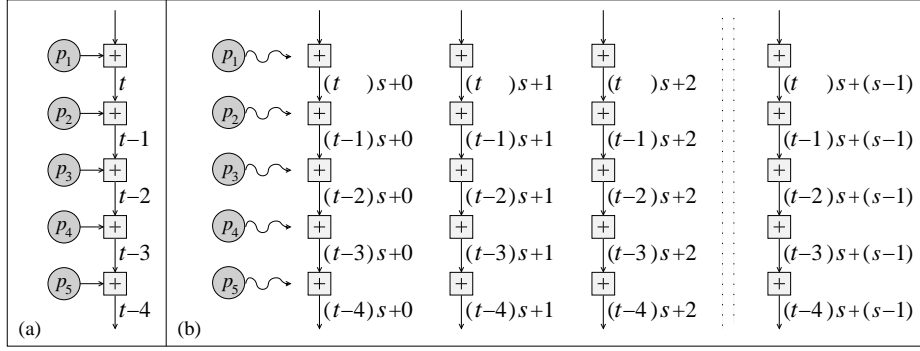 p1 + p1 + + + +
t (t )s+0 (t )s+1 (t )s+2 (t )s+(s−1)
p2 + p2 + + + +
t−1 (t−1)s+0 (t−1)s+1 (t−1)s+2 (t−1)s+(s−1)
p3 + p3 + + + +
t−2 (t−2)s+0 (t−2)s+1 (t−2)s+2 (t−2)s+(s−1)
p4 + p4 + + + +
t−3 (t−3)s+0 (t−3)s+1 (t−3)s+2 (t−3)s+(s−1)
p5 + p5 + + + +
t−4 (t−4)s+0 (t−4)s+1 (t−4)s+2 (t−4)s+(s−1)
(a) (b)